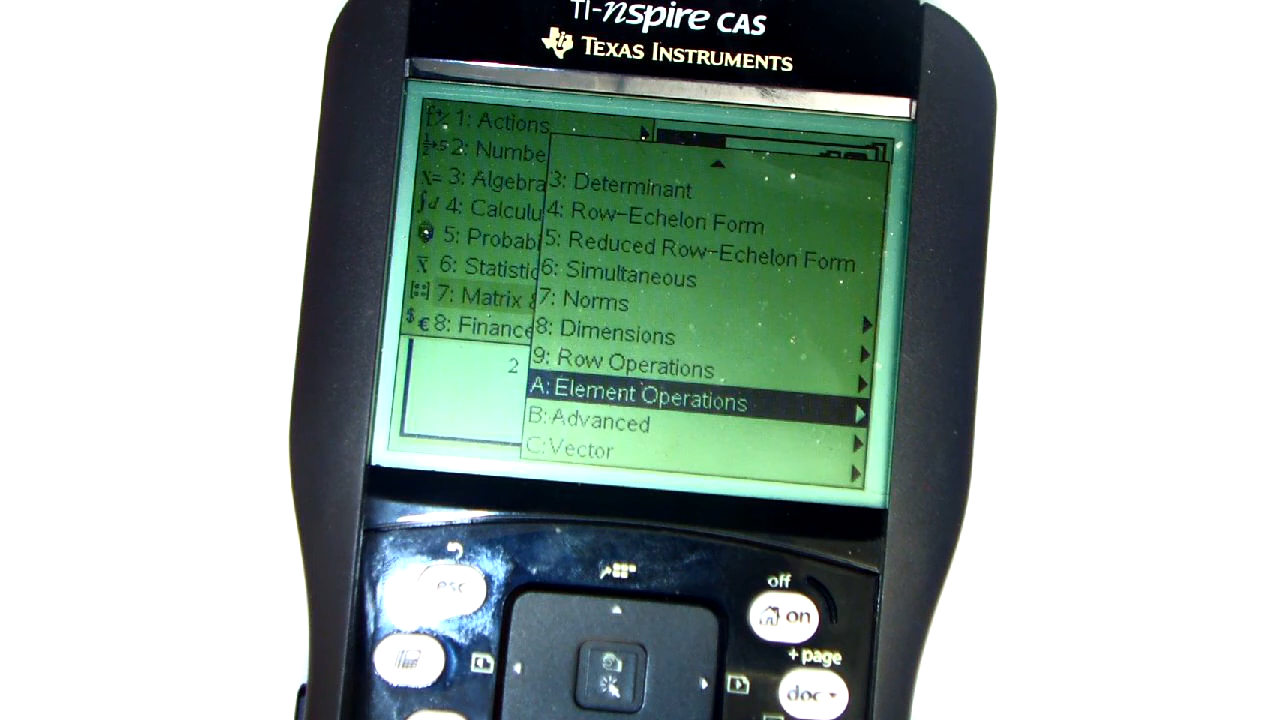 TI-nspire CAS
TEXAS INSTRUMENTS
1: Actions
2: Numbe
3: Algebra
4: Calculu
5: Probab
6: Statistic
7: Matrix &
8: Finance
3: Determinant
4: Row-Echelon Form
5: Reduced Row-Echelon Form
6: Simultaneous
7: Norms
8: Dimensions
9: Row Operations
A: Element Operations
B: Advanced
C: Vector
2
esc
off
on
+ page
doc